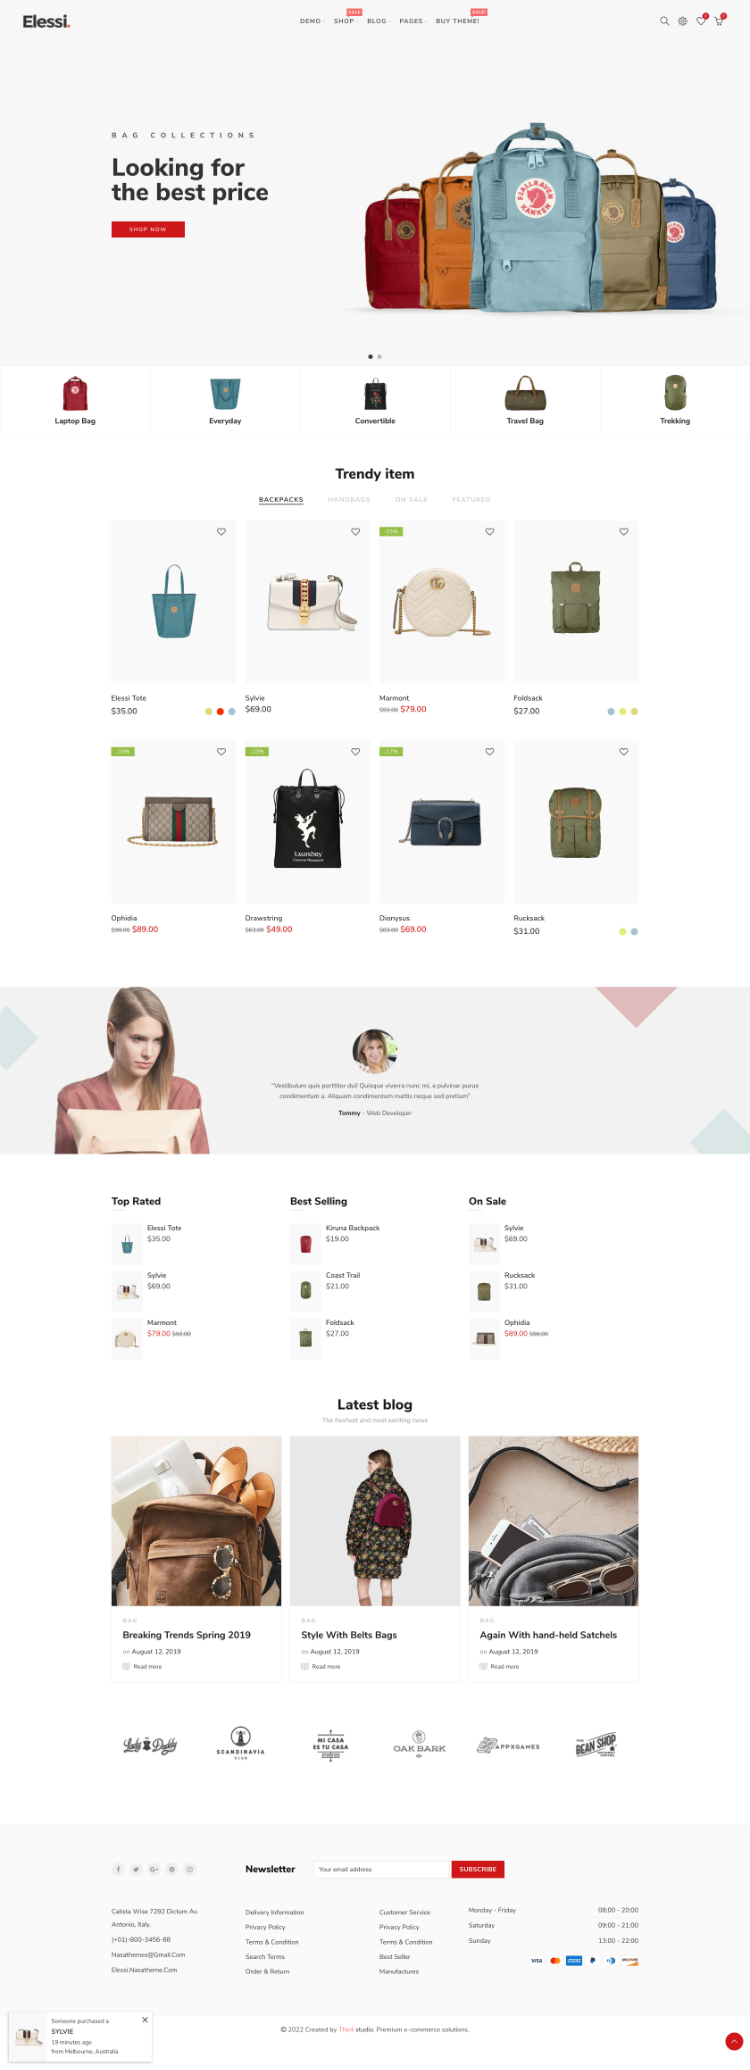 Elessi.
DEMO
SHOP
SALE
BLOG
PAGES
BUY THEME!
SALE!
0
0
BAG COLLECTIONS
Looking for
the best price
SHOP NOW
FJALLRAVEN
KANKEN
Laptop Bag
Everyday
Convertible
Travel Bag
Trekking
Trendy item
BACKPACKS
HANDBAGS
ON SALE
FEATURED
-15%
Elessi Tote
$35.00
Sylvie
$69.00
Marmont
$92.00 $79.00
Foldsack
$27.00
-10%
-23%
-17%
Ophidia
$98.00 $89.00
Drawstring
$63.00 $49.00
Dionysus
$83.00 $69.00
Rucksack
$31.00
"Vestibulum quis porttitor dui! Quisque viverra nunc mi, a pulvinar purus
condimentum a. Aliquam condimentum mattis neque sed pretium"
Tammy - Web Developer
Top Rated
Elessi Tote
$35.00
Sylvie
$69.00
Marmont
$79.00 $92.00
Best Selling
Kiruna Backpack
$19.00
Coast Trail
$21.00
Foldsack
$27.00
On Sale
Sylvie
$69.00
Rucksack
$31.00
Ophidia
$89.00 $98.00
Latest blog
The freshest and most exciting news
BAG
Breaking Trends Spring 2019
on August 12, 2019
Read more
BAG
Style With Belts Bags
on August 12, 2019
Read more
BAG
Again With hand-held Satchels
on August 12, 2019
Read more
Lady Daddy
SCANDINAVIA
CLUB
MI CASA
ES TU CASA
OAK BARK
APPXGAMES
THE
BEAN SHOP
Newsletter
Your email address
SUBSCRIBE
Calista Wise 7292 Dictum Av.
Antonio, Italy.
(+01)-800-3456-88
Nasathemes@Gmail.Com
Elessi.Nasatheme.Com
Delivery Information
Privacy Policy
Terms & Condition
Search Terms
Order & Return
Customer Service
Privacy Policy
Terms & Condition
Best Seller
Manufactures
Monday - Friday 08:00 - 20:00
Saturday 09:00 - 21:00
Sunday 13:00 - 22:00
VISA
DISCOVER
© 2022 Created by The4 studio. Premium e-commerce solutions.
Someone purchased a
SYLVIE
19 minutes ago
from Melbourne, Australia